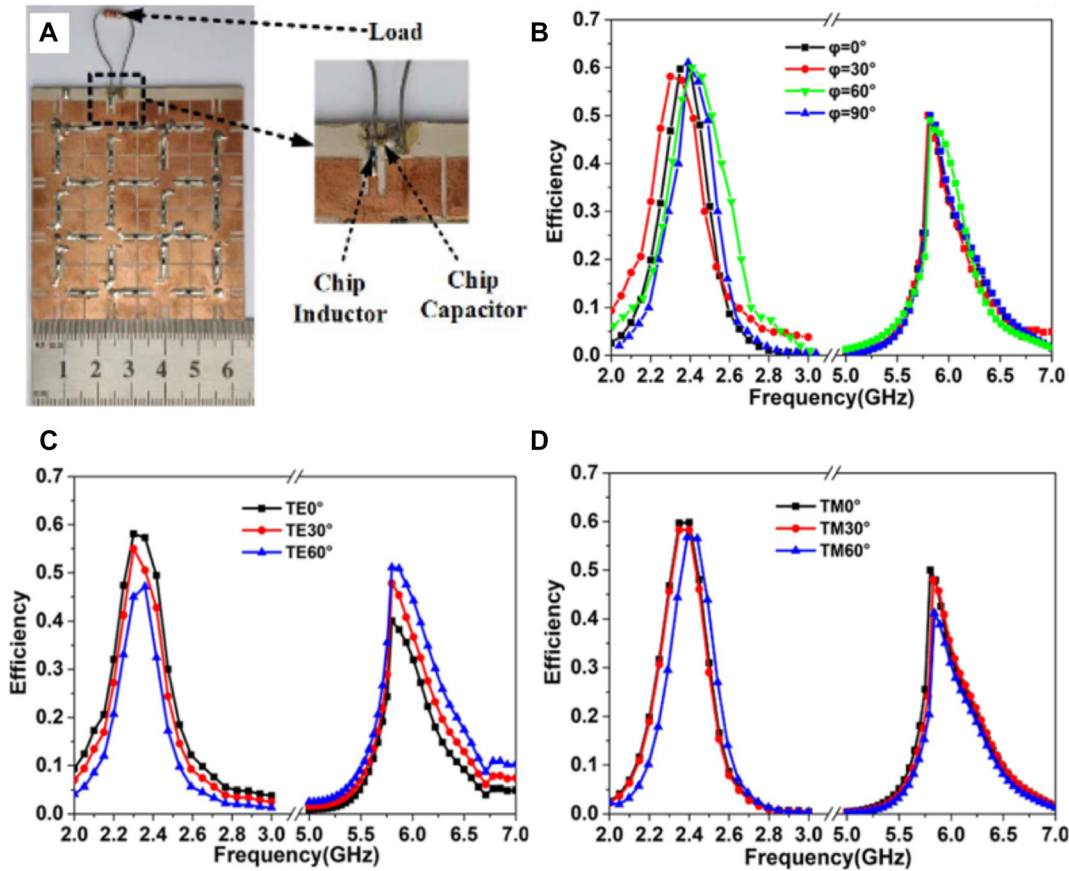 A
Load
Chip
Inductor
Chip
Capacitor
1 2 3 4 5 6
B
φ=0°
φ=30°
φ=60°
φ=90°
Efficiency
0.7
0.6
0.5
0.4
0.3
0.2
0.1
0.0
2.0 2.2 2.4 2.6 2.8 3.0 5.0 5.5 6.0 6.5 7.0
Frequency(GHz)
C
TE0°
TE30°
TE60°
Efficiency
0.7
0.6
0.5
0.4
0.3
0.2
0.1
0.0
2.0 2.2 2.4 2.6 2.8 3.0 5.0 5.5 6.0 6.5 7.0
Frequency(GHz)
D
TM0°
TM30°
TM60°
Efficiency
0.7
0.6
0.5
0.4
0.3
0.2
0.1
0.0
2.0 2.2 2.4 2.6 2.8 3.0 5.0 5.5 6.0 6.5 7.0
Frequency(GHz)